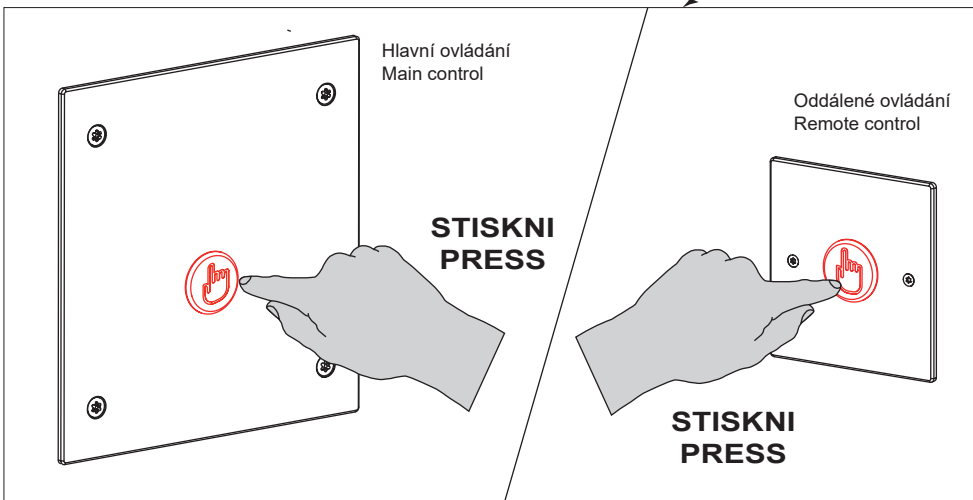 Hlavní ovládání
Main control
STISKNI
PRESS
Oddálené ovládání
Remote control
STISKNI
PRESS